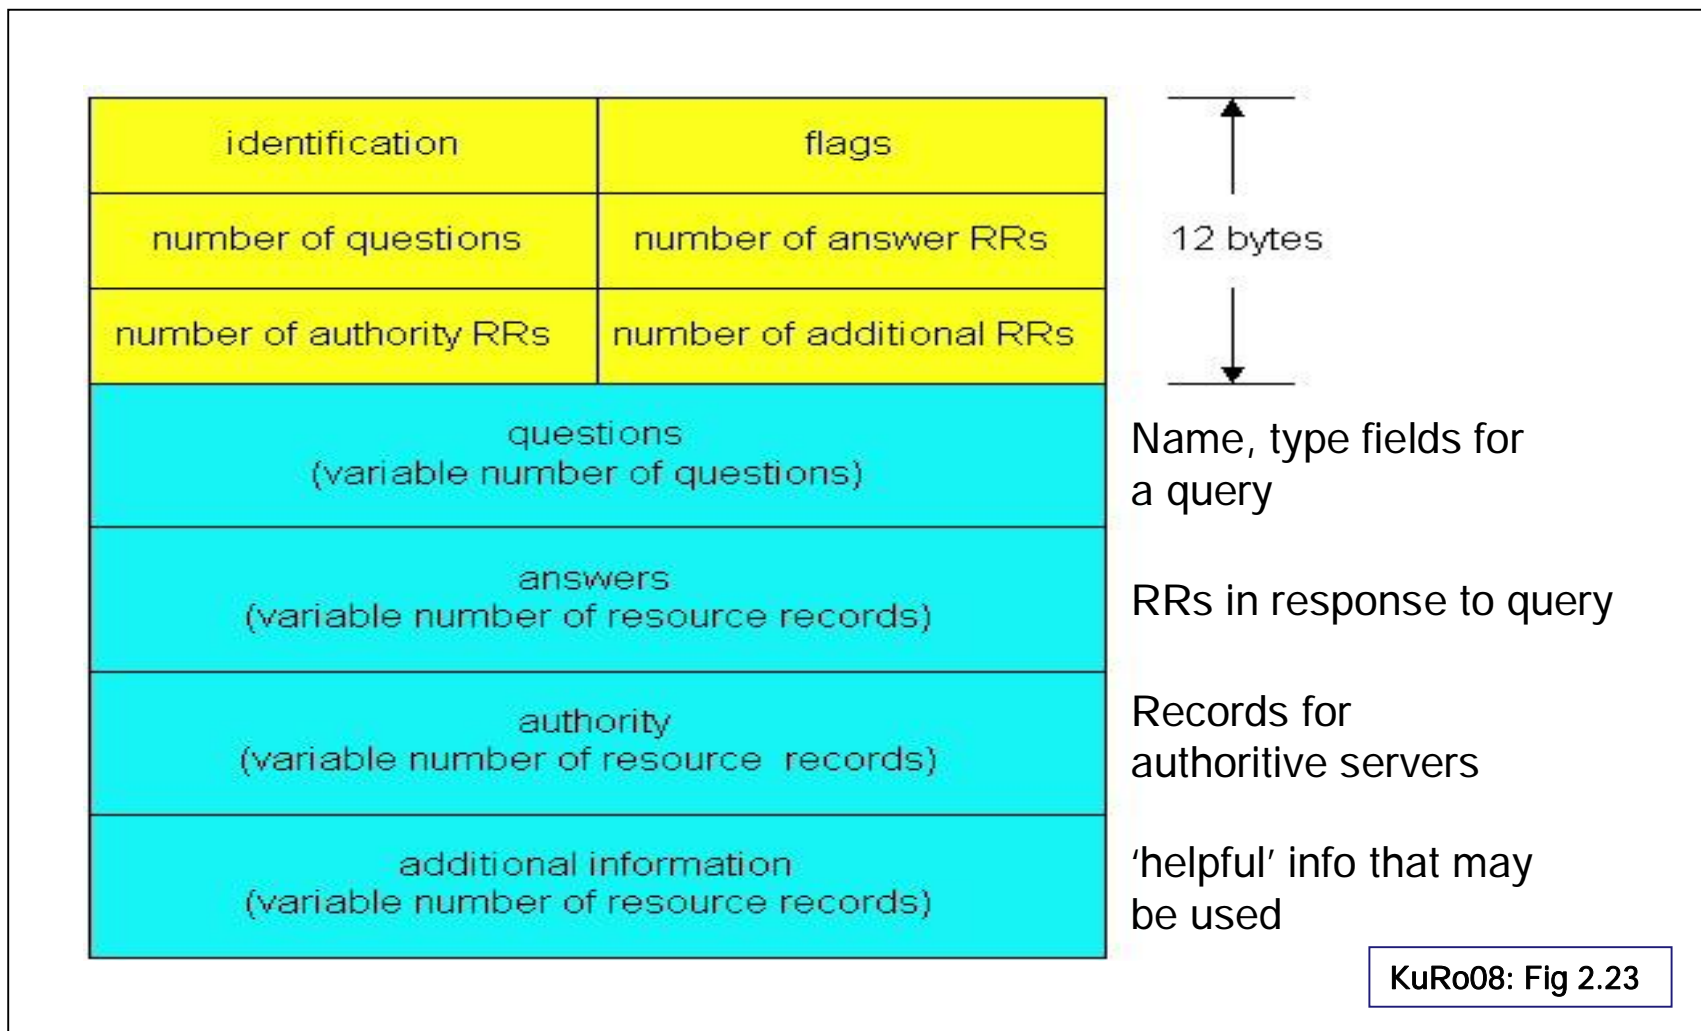 identification
flags
number of questions
number of answer RRs
12 bytes
number of authority RRs
number of additional RRs
questions
(variable number of questions)
Name, type fields for
a query
answers
(variable number of resource records)
RRs in response to query
authority
(variable number of resource records)
Records for
authoritive servers
additional information
(variable number of resource records)
‘helpful’ info that may
be used
KuRo08: Fig 2.23